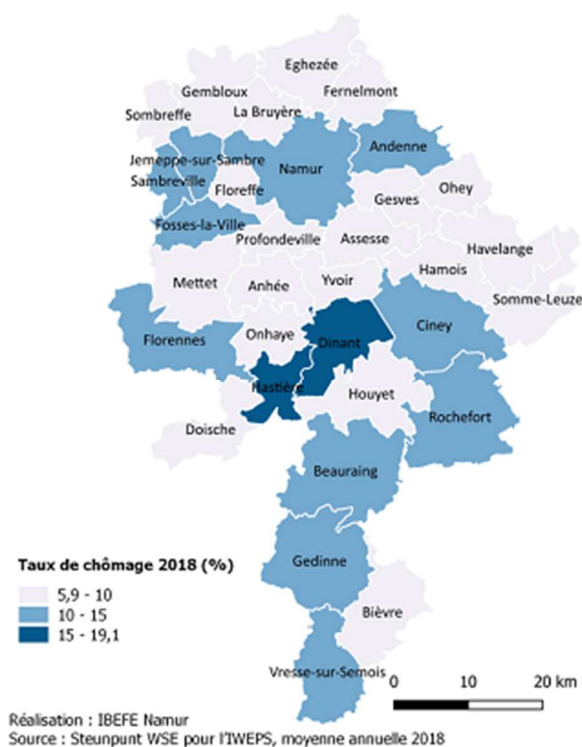 Eghezée
Gembloux
Fernelmont
La Bruyère
Sombreffe
Andenne
Jemeppe-sur-Sambre
Namur
Sambreville
Floreffe
Ohey
Gesves
Fosses-la-Ville
Profondeville
Assesse
Havelange
Hamois
Mettet
Anhée
Yvoir
Somme-Leuze
Ciney
Florennes
Onhaye
Dinant
Hastière
Houyet
Rochefort
Doische
Beauraing
Gedinne
Bièvre
Vresse-sur-Semois
Taux de chômage 2018 (%)
5,9 - 10
10 - 15
15 - 19,1
0 10 20 km
Réalisation : IBEFE Namur
Source : Steunpunt WSE pour l'IWEPS, moyenne annuelle 2018